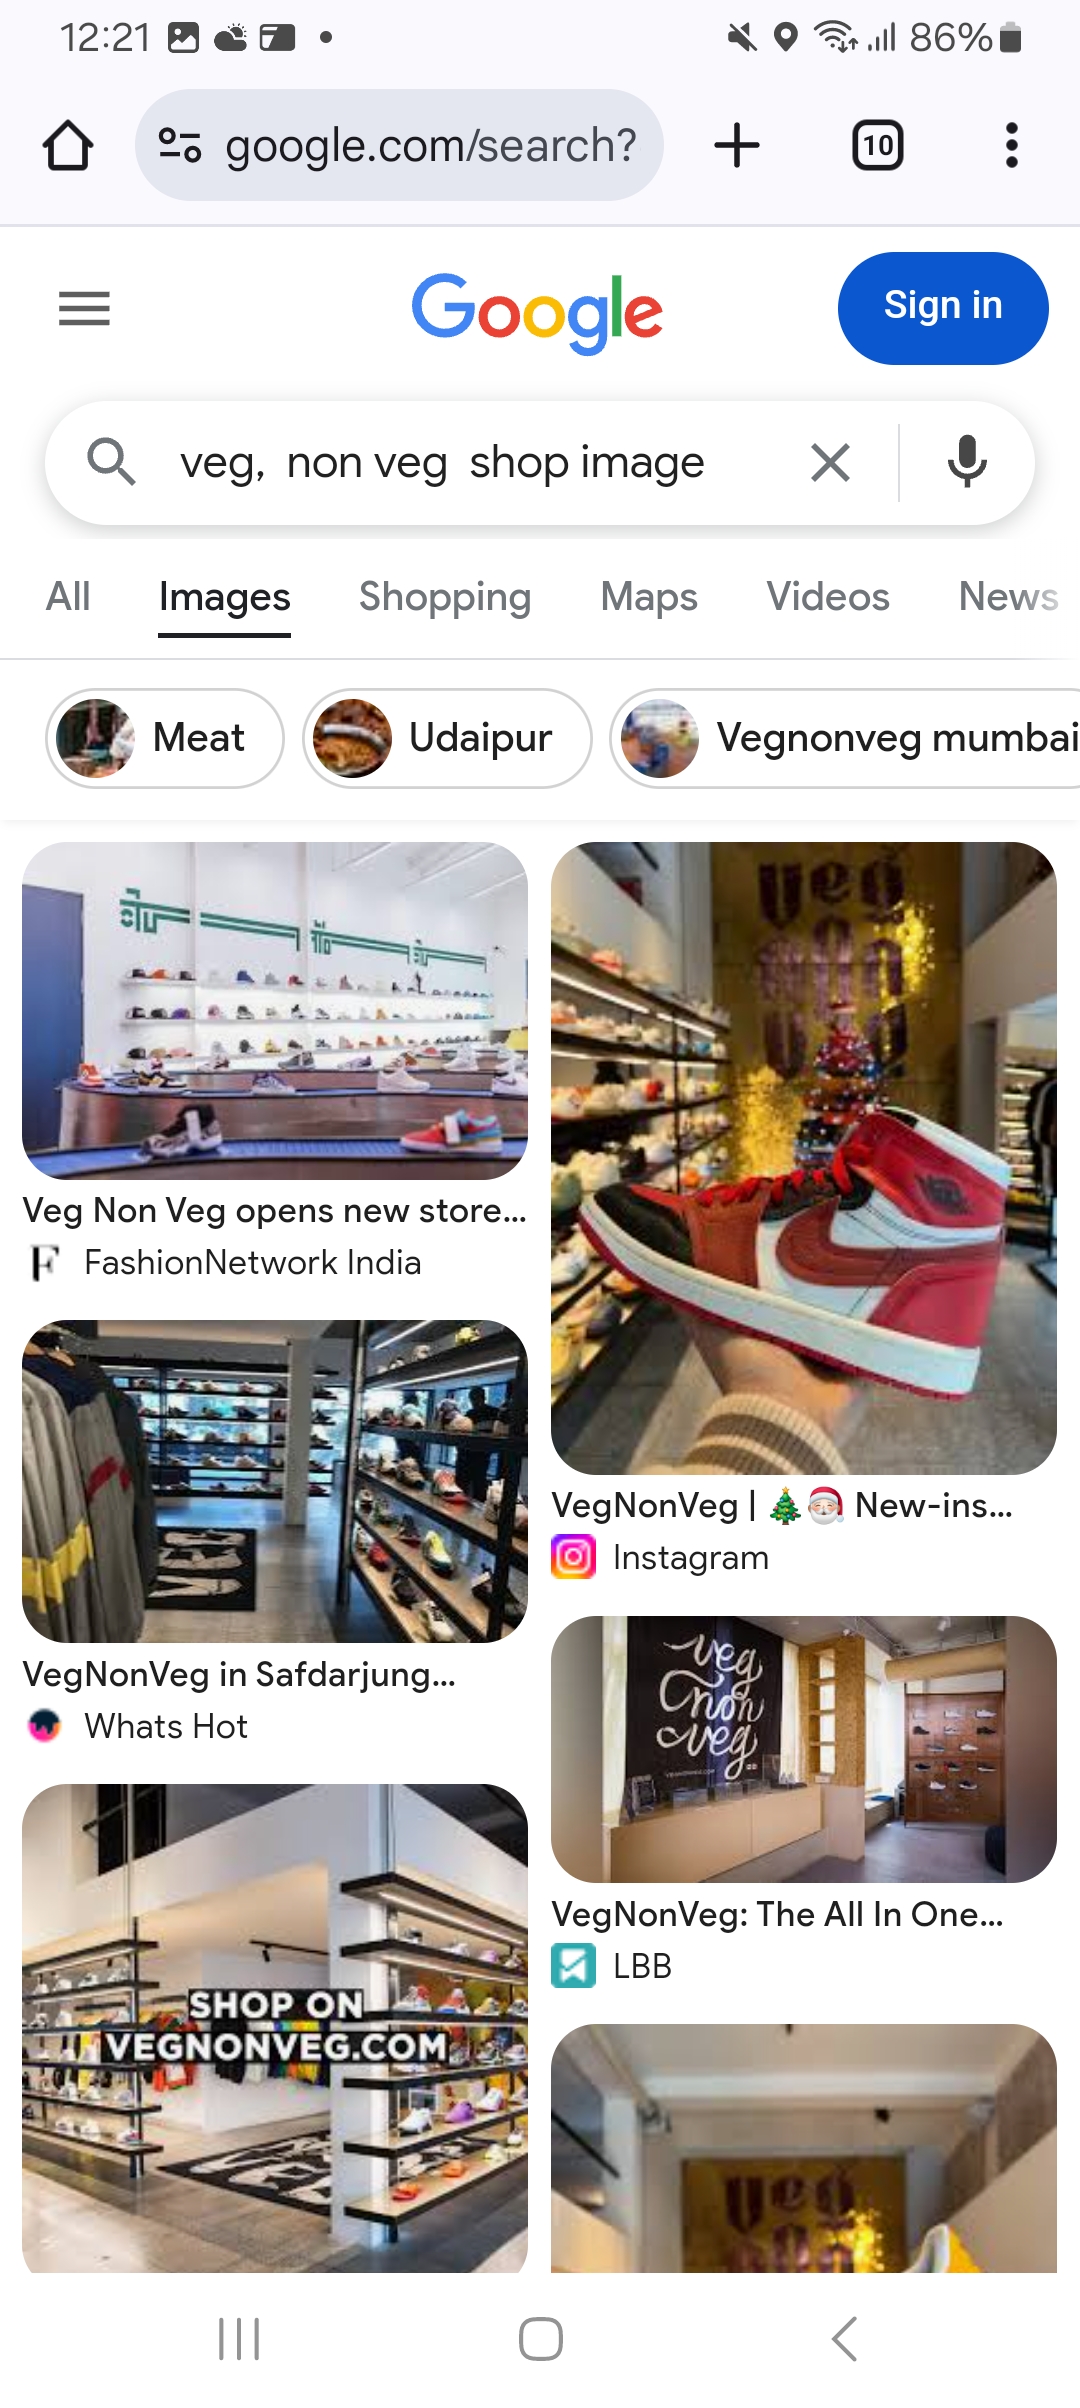 12:21
86%
google.com/search?
10
Google
Sign in
veg, non veg shop image
All Images Shopping Maps Videos News
Meat Udaipur Vegnonveg mumbai
veg
non
Veg Non Veg opens new store...
FashionNetwork India
VegNonVeg | 🎄🎅 New-ins...
Instagram
VegNonVeg in Safdarjung...
Whats Hot
veg
non
veg
VegNonVeg: The All In One...
LBB
SHOP ON
VEGNONVEG.COM
veg